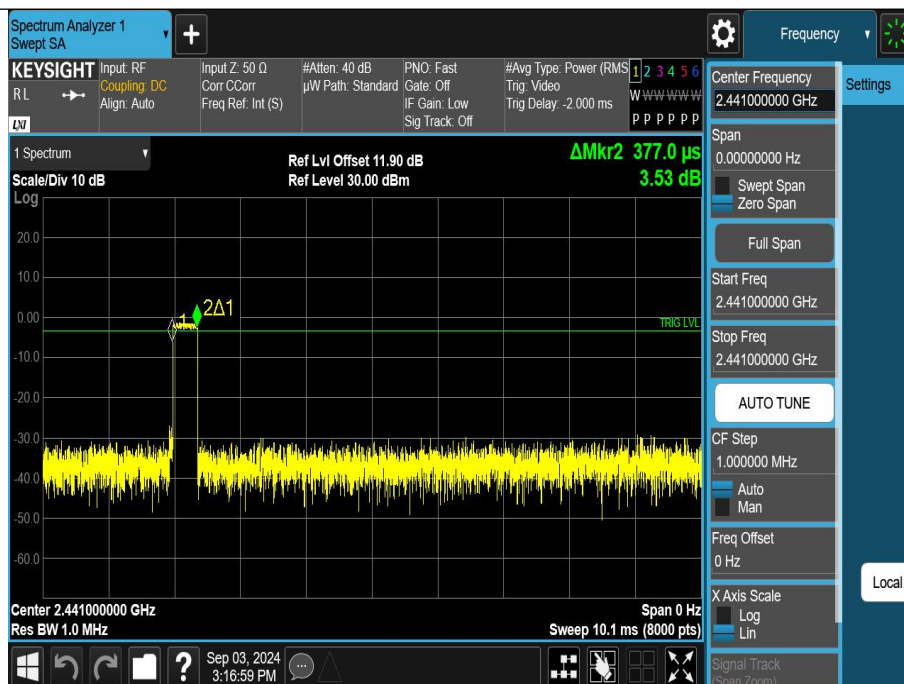 Spectrum Analyzer 1
Swept SA
Frequency
KEYSIGHT
RL
LXI
Input: RF
Coupling: DC
Align: Auto
Input Z: 50 Ω
Corr CCorr
Freq Ref: Int (S)
#Atten: 40 dB
µW Path: Standard
PNO: Fast
Gate: Off
IF Gain: Low
Sig Track: Off
#Avg Type: Power (RMS
Trig: Video
Trig Delay: -2.000 ms
1 2 3 4 5 6
W W W W W W
P P P P P P
Center Frequency
2.441000000 GHz
Settings
1 Spectrum
Scale/Div 10 dB
Log
Ref Lvl Offset 11.90 dB
Ref Level 30.00 dBm
ΔMkr2 377.0 µs
3.53 dB
Span
0.00000000 Hz
Swept Span
Zero Span
Full Span
Start Freq
2.441000000 GHz
Stop Freq
2.441000000 GHz
AUTO TUNE
CF Step
1.000000 MHz
Auto
Man
Freq Offset
0 Hz
X Axis Scale
Log
Lin
Signal Track
(Span Zoom)
Local
20.0
10.0
0.00
-10.0
-20.0
-30.0
-40.0
-50.0
-60.0
1
2Δ1
TRIG LVL
Center 2.441000000 GHz
Res BW 1.0 MHz
Span 0 Hz
Sweep 10.1 ms (8000 pts)
?
Sep 03, 2024
3:16:59 PM